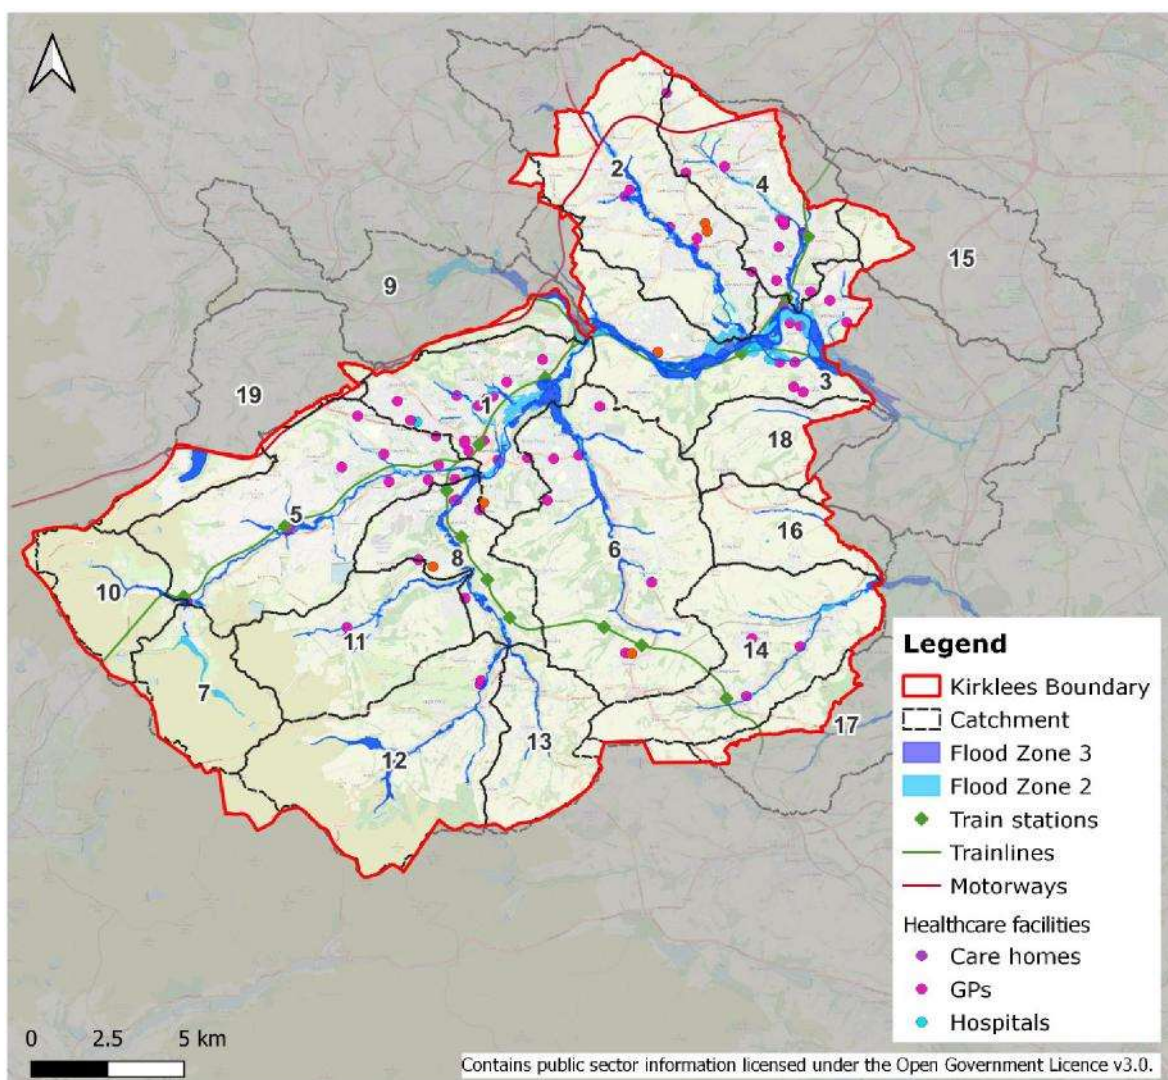 2
4
15
9
3
19
1
18
5
16
6
8
10
11
14
7
17
13
12
Legend
Kirklees Boundary
Catchment
Flood Zone 3
Flood Zone 2
Train stations
Trainlines
Motorways
Healthcare facilities
Care homes
GPs
Hospitals
0 2.5 5 km
Contains public sector information licensed under the Open Government Licence v3.0.